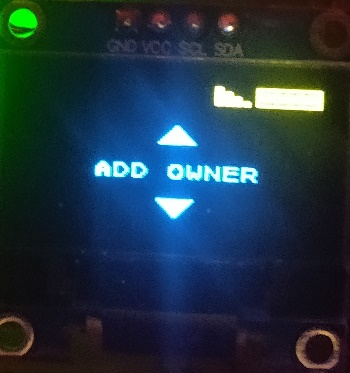 GND VCC SCL SDA
ADD OWNER